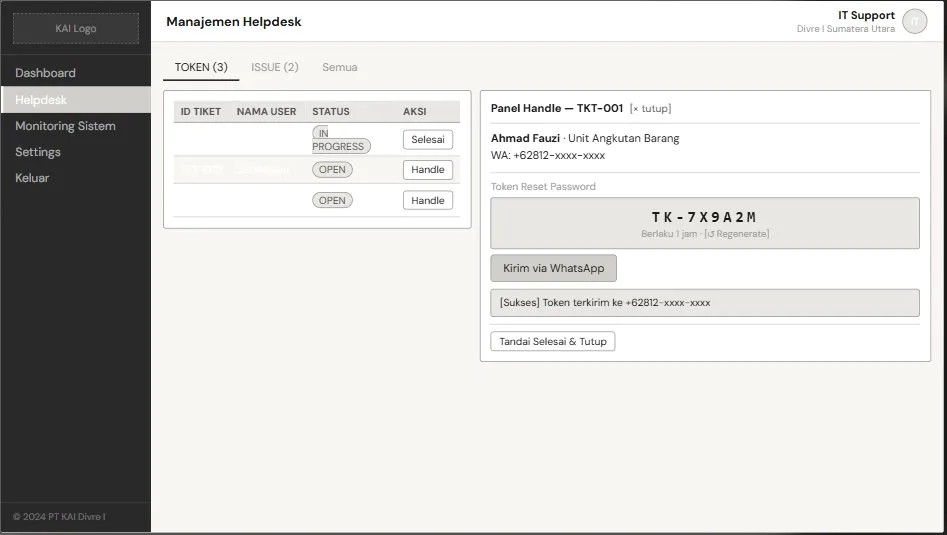 KAI Logo
Dashboard
Helpdesk
Monitoring Sistem
Settings
Keluar
© 2024 PT KAI Divre I
Manajemen Helpdesk
IT Support
Divre I Sumatera Utara
IT
TOKEN (3) ISSUE (2) Semua
ID TIKET NAMA USER STATUS AKSI
IN PROGRESS Selesai
OPEN Handle
OPEN Handle
Panel Handle — TKT-001 [× tutup]
Ahmad Fauzi · Unit Angkutan Barang
WA: +62812-xxxx-xxxx
Token Reset Password
TK-7X9A2M
Berlaku 1 jam · [↺ Regenerate]
Kirim via WhatsApp
[Sukses] Token terkirim ke +62812-xxxx-xxxx
Tandai Selesai & Tutup